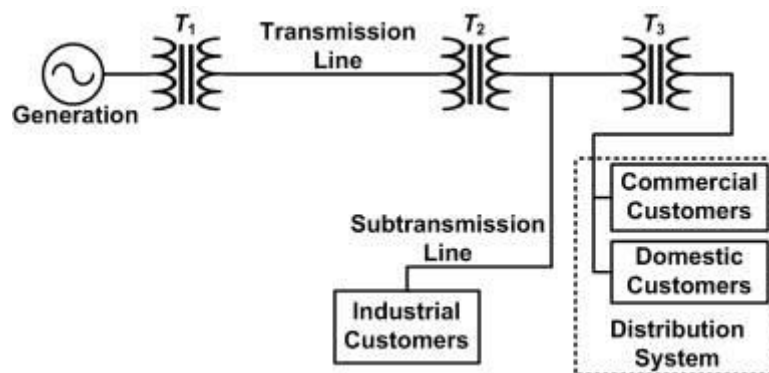 T1
Transmission
Line
T2
T3
Generation
Subtransmission
Line
Industrial
Customers
Commercial
Customers
Domestic
Customers
Distribution
System